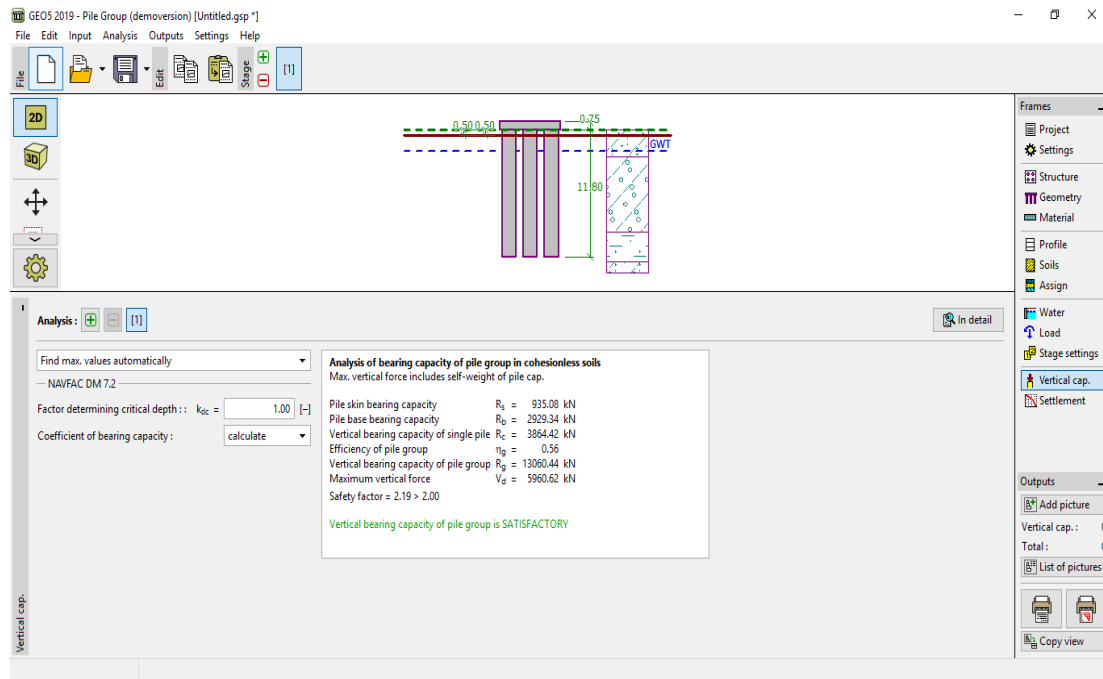 GEO5 2019 - Pile Group (demoversion) [Untitled.gsp *]
File Edit Input Analysis Outputs Settings Help
File
Edit
Stage
[1]
2D
3D
0.50 0.50
0.75
GWT
11.80
Frames
Project
Settings
Structure
Geometry
Material
Profile
Soils
Assign
Water
Load
Stage settings
Vertical cap.
Settlement
Analysis : [1]
In detail
Find max. values automatically
NAVFAC DM 7.2
Factor determining critical depth : : kdc = 1.00 [–]
Coefficient of bearing capacity : calculate
Analysis of bearing capacity of pile group in cohesionless soils
Max. vertical force includes self-weight of pile cap.
Pile skin bearing capacity Rs = 935.08 kN
Pile base bearing capacity Rb = 2929.34 kN
Vertical bearing capacity of single pile Rc = 3864.42 kN
Efficiency of pile group ηg = 0.56
Vertical bearing capacity of pile group Rg = 13060.44 kN
Maximum vertical force Vd = 5960.62 kN
Safety factor = 2.19 > 2.00
Vertical bearing capacity of pile group is SATISFACTORY
Vertical cap.
Outputs
Add picture
Vertical cap. :
Total :
List of pictures
Copy view